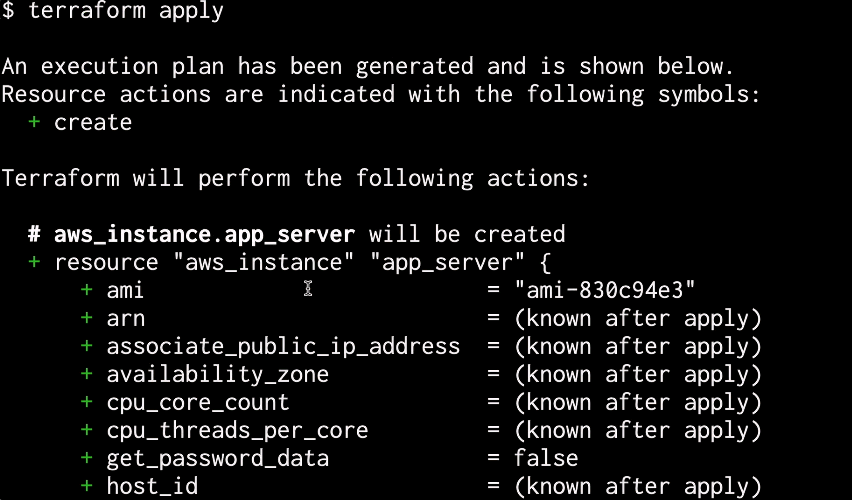 $ terraform apply
An execution plan has been generated and is shown below.
Resource actions are indicated with the following symbols:
+ create
Terraform will perform the following actions:
# aws_instance.app_server will be created
+ resource "aws_instance" "app_server" {
+ ami = "ami-830c94e3"
+ arn = (known after apply)
+ associate_public_ip_address = (known after apply)
+ availability_zone = (known after apply)
+ cpu_core_count = (known after apply)
+ cpu_threads_per_core = (known after apply)
+ get_password_data = false
+ host_id = (known after apply)